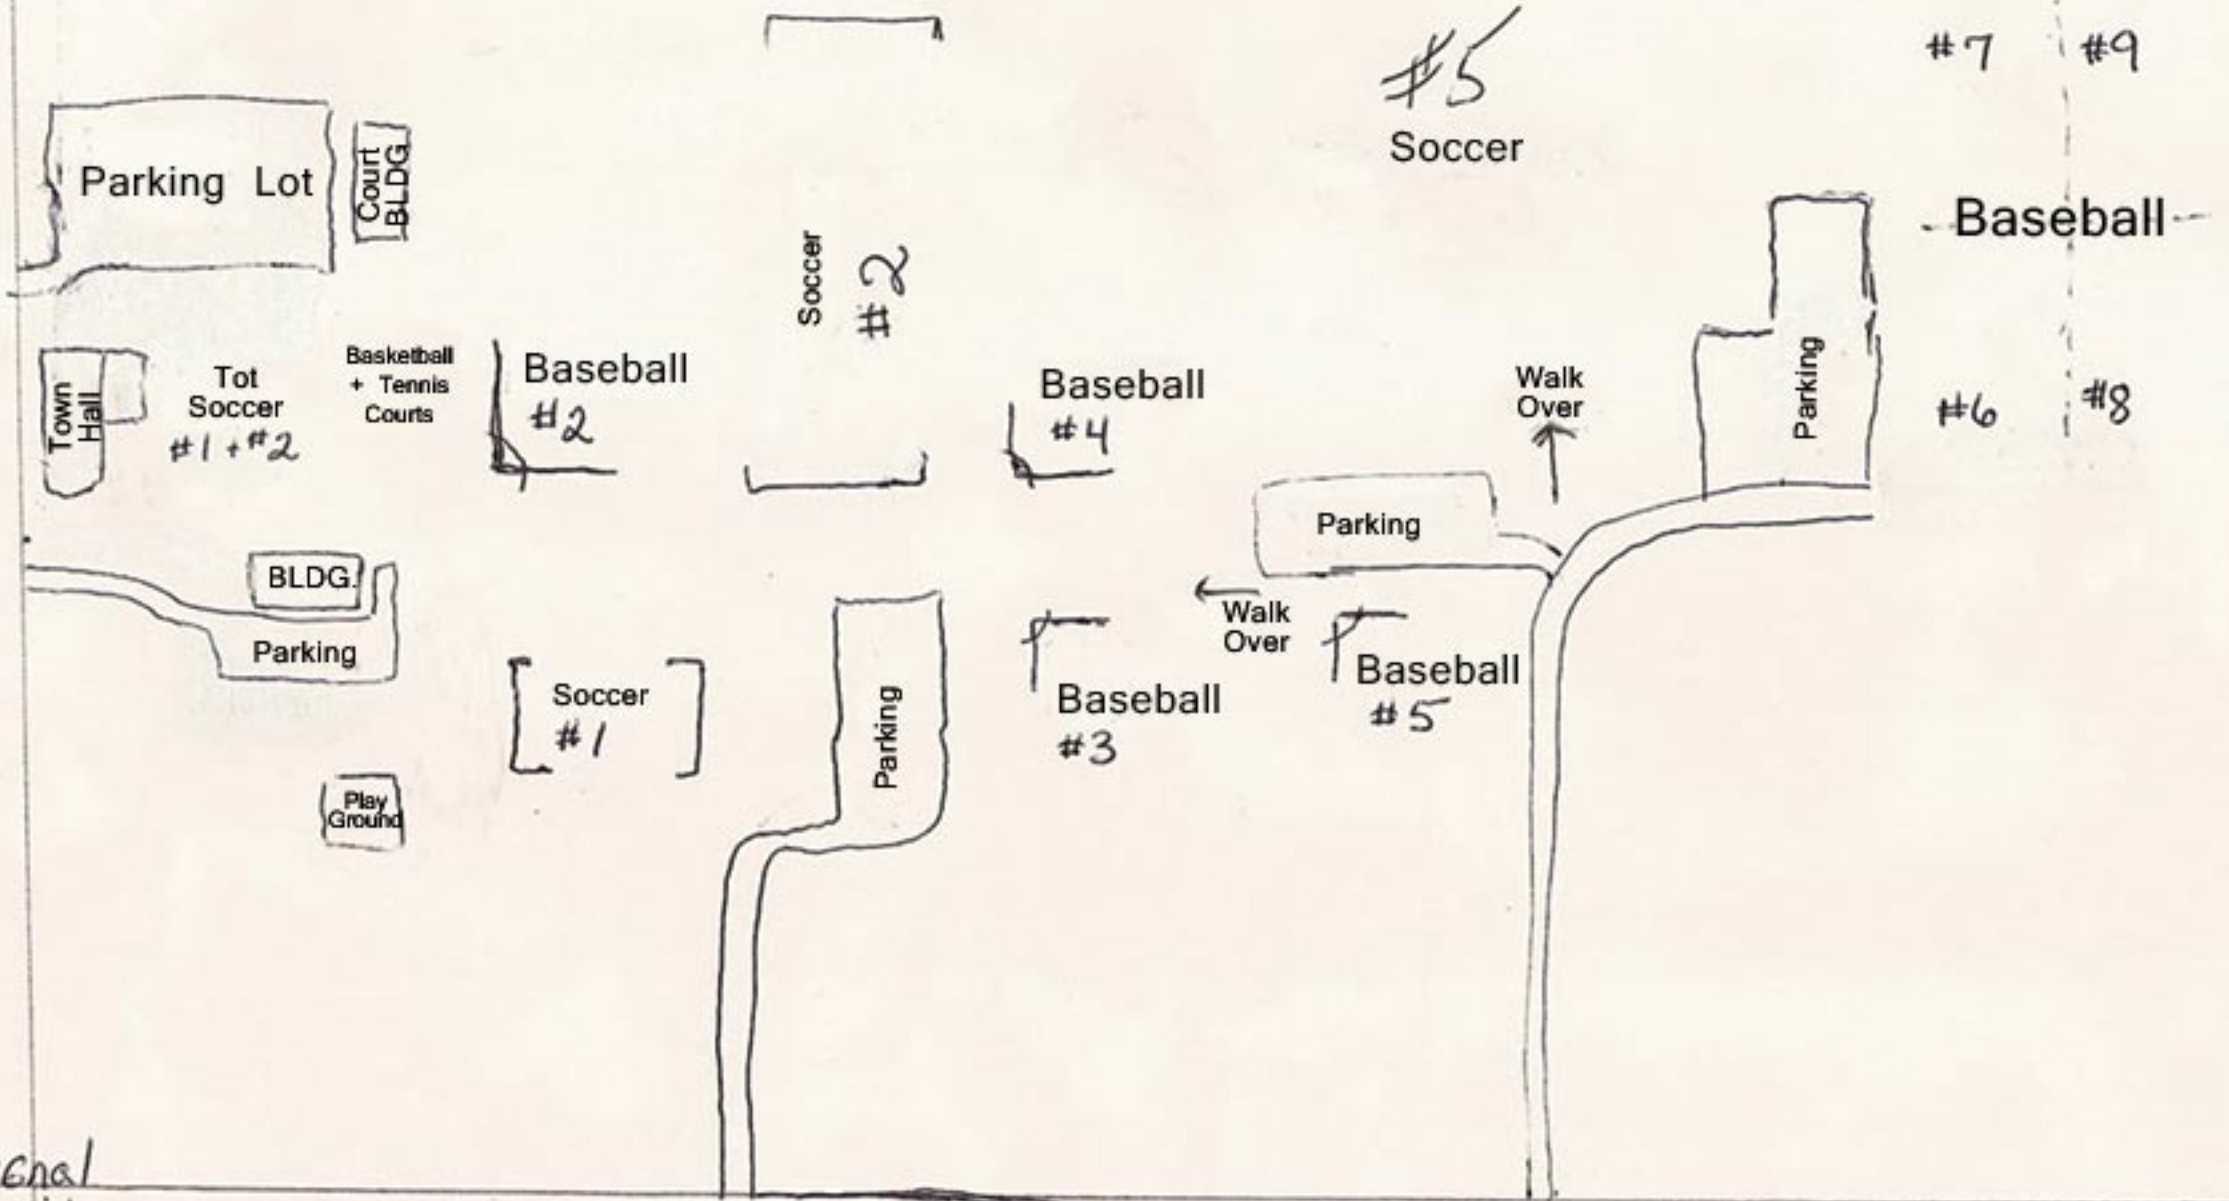 #5
Soccer
#7
#9
Parking Lot
Court
BLDG.
Soccer
#2
Baseball
Parking
#6
#8
Town
Hall
Tot
Soccer
#1 + #2
Basketball
+ Tennis
Courts
Baseball
#2
Baseball
#4
Walk
Over
Parking
BLDG.
Parking
Walk
Over
Soccer
#1
Parking
Baseball
#3
Baseball
#5
Play
Ground